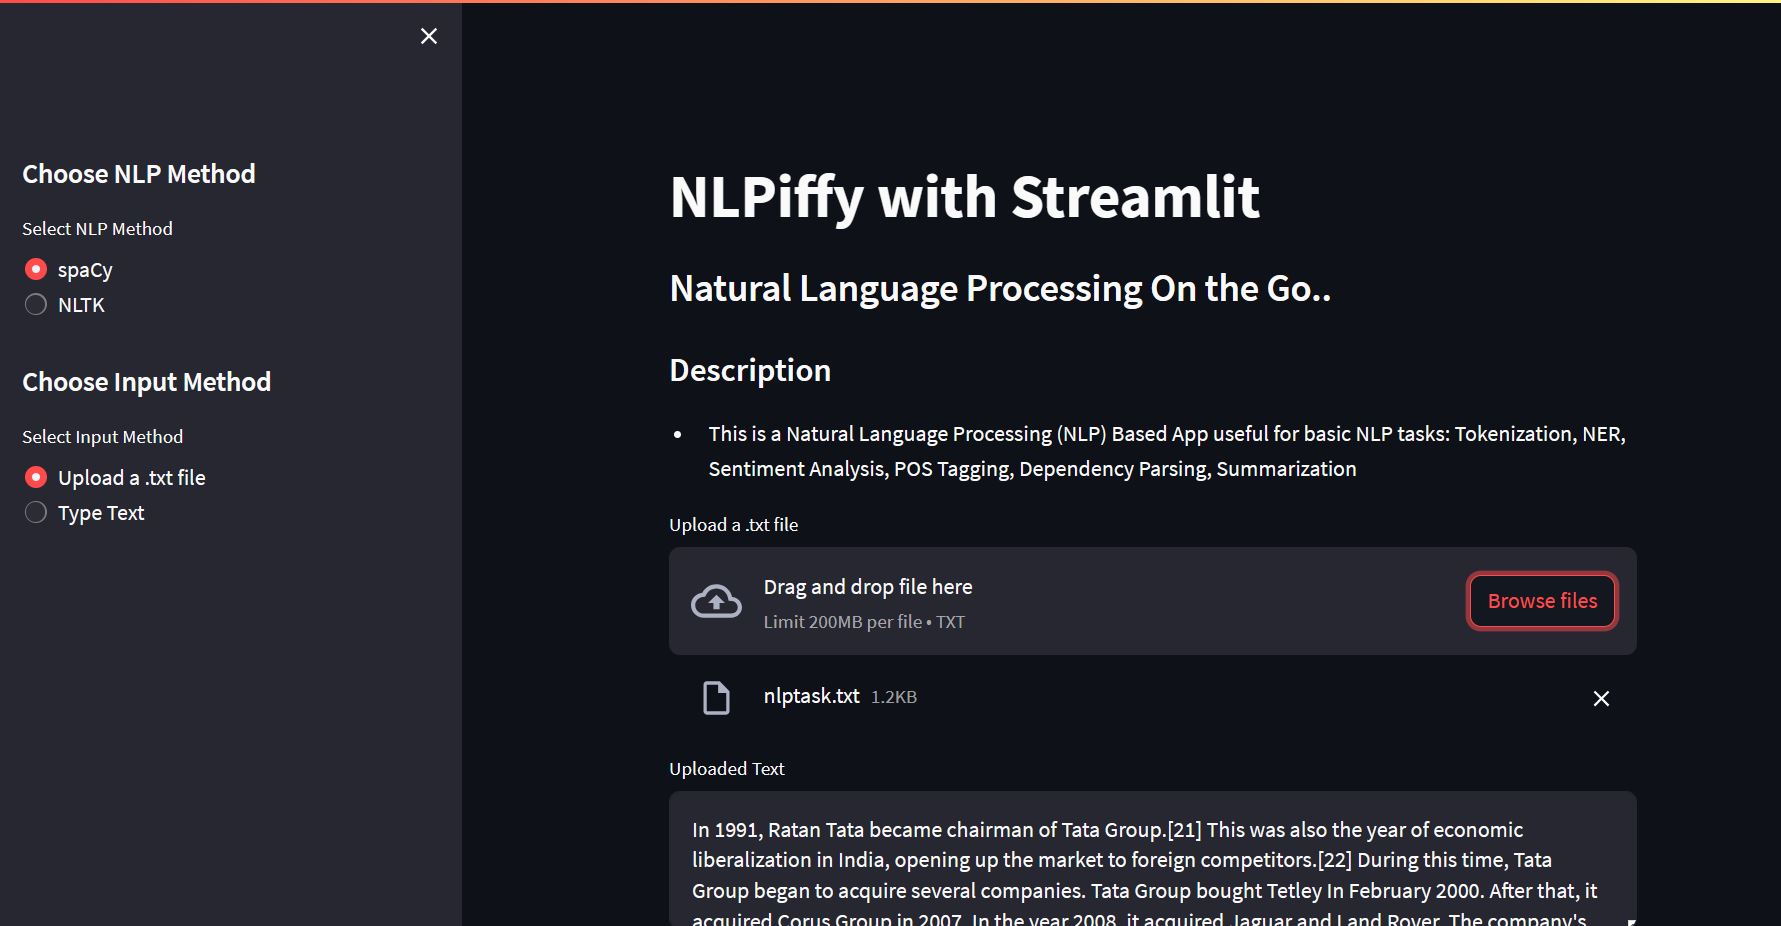 Choose NLP Method
Select NLP Method
spaCy
NLTK
Choose Input Method
Select Input Method
Upload a .txt file
Type Text
NLPiffy with Streamlit
Natural Language Processing On the Go..
Description
• This is a Natural Language Processing (NLP) Based App useful for basic NLP tasks: Tokenization, NER,
Sentiment Analysis, POS Tagging, Dependency Parsing, Summarization
Upload a .txt file
Drag and drop file here
Limit 200MB per file • TXT
Browse files
nlptask.txt 1.2KB
Uploaded Text
In 1991, Ratan Tata became chairman of Tata Group.[21] This was also the year of economic
liberalization in India, opening up the market to foreign competitors.[22] During this time, Tata
Group began to acquire several companies. Tata Group bought Tetley In February 2000. After that, it
acquired Corus Group in 2007. In the year 2008, it acquired Jaguar and Land Rover. The company's